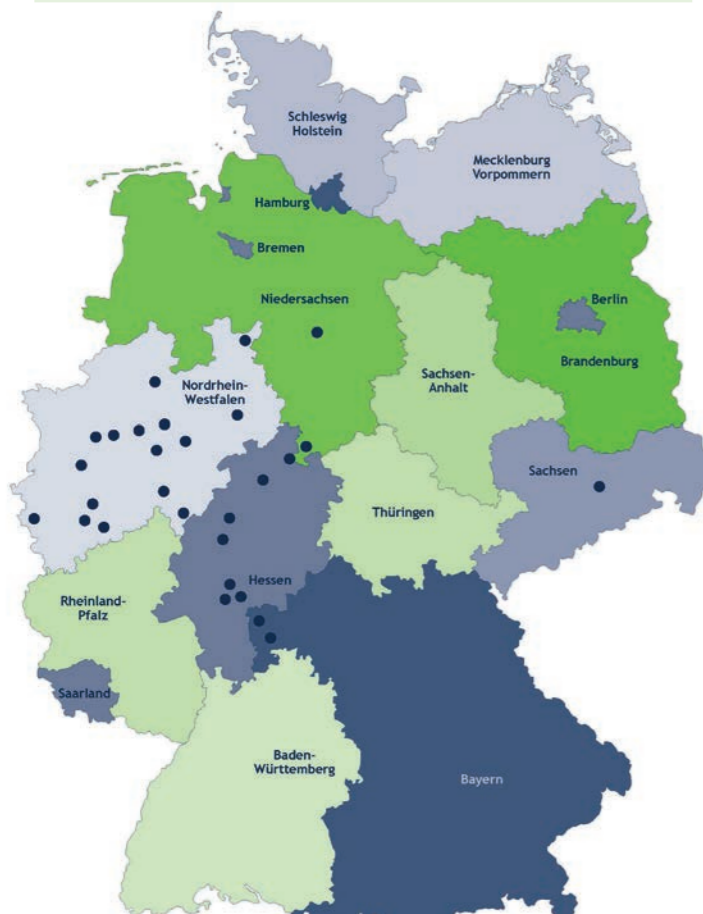 Schleswig
Holstein
Mecklenburg
Vorpommern
Hamburg
Bremen
Niedersachsen
Berlin
Brandenburg
Sachsen-
Anhalt
Nordrhein-
Westfalen
Sachsen
Thüringen
Hessen
Rheinland-
Pfalz
Saarland
Baden-
Württemberg
Bayern